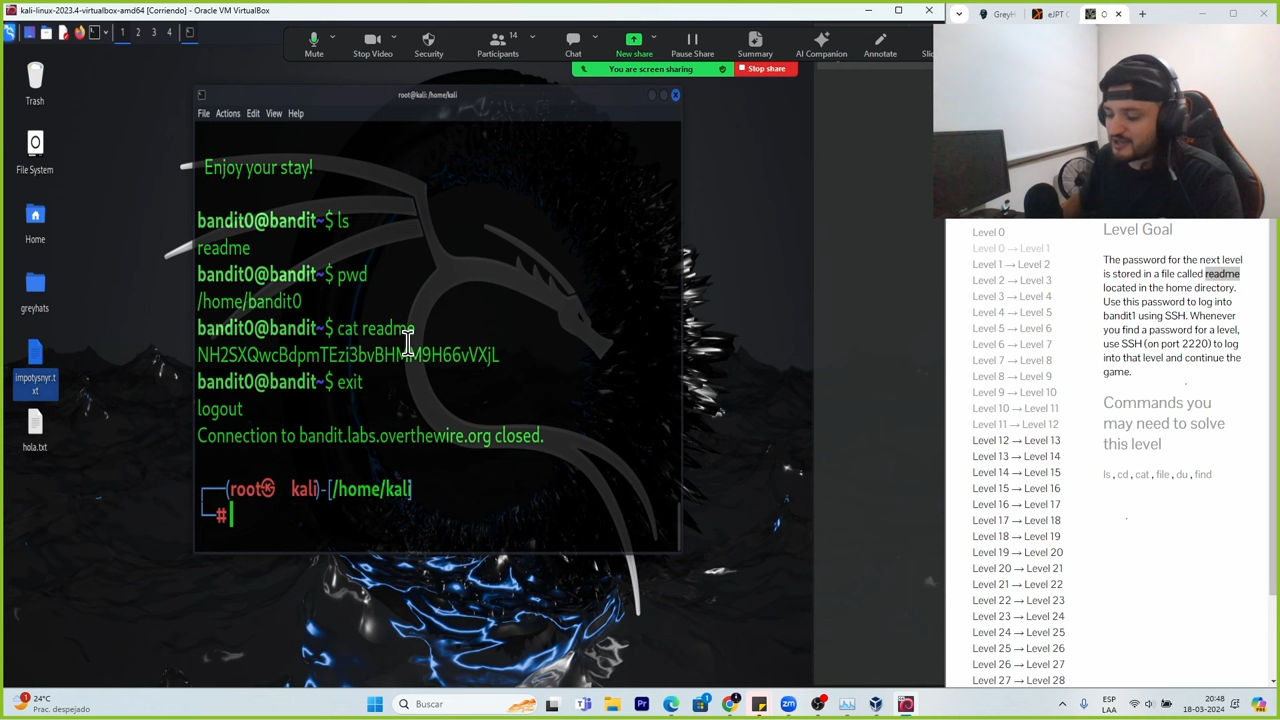 kali-linux-2023.4-virtualbox-amd64 [Corriendo] - Oracle VM VirtualBox
GreyH
eJPT
1 2 3 4
Mute
Stop Video
Security
Participants
14
Chat
New share
Pause Share
Summary
AI Companion
Annotate
You are screen sharing
Stop share
Trash
File System
Home
greyhats
impotysnyr.t
xt
hola.txt
root@kali: /home/kali
File Actions Edit View Help
Enjoy your stay!
bandit0@bandit:~$ ls
readme
bandit0@bandit:~$ pwd
/home/bandit0
bandit0@bandit:~$ cat readme
NH2SXQwcBdpmTEzi3bvBHMM9H66vVXjL
bandit0@bandit:~$ exit
logout
Connection to bandit.labs.overthewire.org closed.
(root㉿ kali)-[/home/kali]
#
Level 0
Level 0 → Level 1
Level 1 → Level 2
Level 2 → Level 3
Level 3 → Level 4
Level 4 → Level 5
Level 5 → Level 6
Level 6 → Level 7
Level 7 → Level 8
Level 8 → Level 9
Level 9 → Level 10
Level 10 → Level 11
Level 11 → Level 12
Level 12 → Level 13
Level 13 → Level 14
Level 14 → Level 15
Level 15 → Level 16
Level 16 → Level 17
Level 17 → Level 18
Level 18 → Level 19
Level 19 → Level 20
Level 20 → Level 21
Level 21 → Level 22
Level 22 → Level 23
Level 23 → Level 24
Level 24 → Level 25
Level 25 → Level 26
Level 26 → Level 27
Level 27 → Level 28
Level Goal
The password for the next level
is stored in a file called readme
located in the home directory.
Use this password to log into
bandit1 using SSH. Whenever
you find a password for a level,
use SSH (on port 2220) to log
into that level and continue the
game.
Commands you
may need to solve
this level
ls , cd , cat , file , du , find
24°C
Prac. despejado
Buscar
ESP
LAA
20:48
18-03-2024